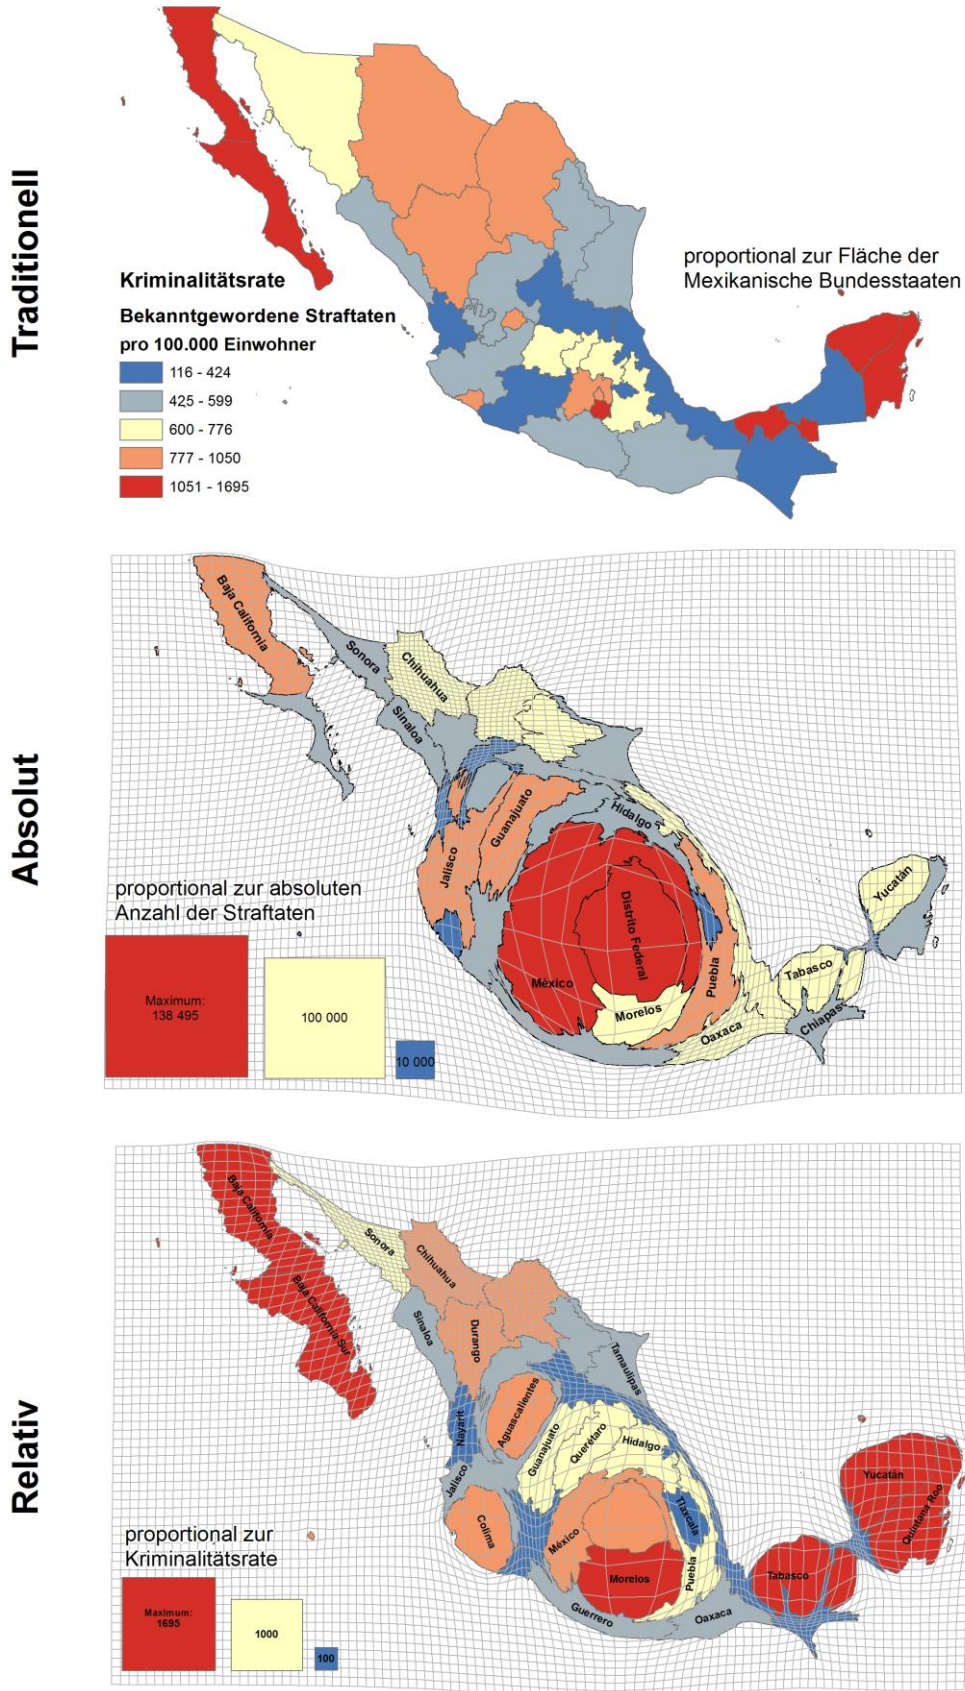 Traditionell
proportional zur Fläche der
Mexikanische Bundesstaaten
Kriminalitätsrate
Bekanntgewordene Straftaten
pro 100.000 Einwohner
116 - 424
425 - 599
600 - 776
777 - 1050
1051 - 1695
Absolut
Baja California
Sonora
Chihuahua
Sinaloa
Guanajuato
Hidalgo
Jalisco
Distrito Federal
México
Morelos
Puebla
Oaxaca
Yucatán
Tabasco
Chiapas
proportional zur absoluten
Anzahl der Straftaten
Maximum:
138 495
100 000
10 000
Relativ
Baja California
Baja California Sur
Sonora
Chihuahua
Sinaloa
Durango
Tamaulipas
Nayarit
Aguascalientes
Guanajuato
Querétaro
Hidalgo
Jalisco
Colima
México
Tlaxcala
Morelos
Puebla
Guerrero
Oaxaca
Tabasco
Yucatán
Quintana Roo
proportional zur
Kriminalitätsrate
Maximum:
1695
1000
100